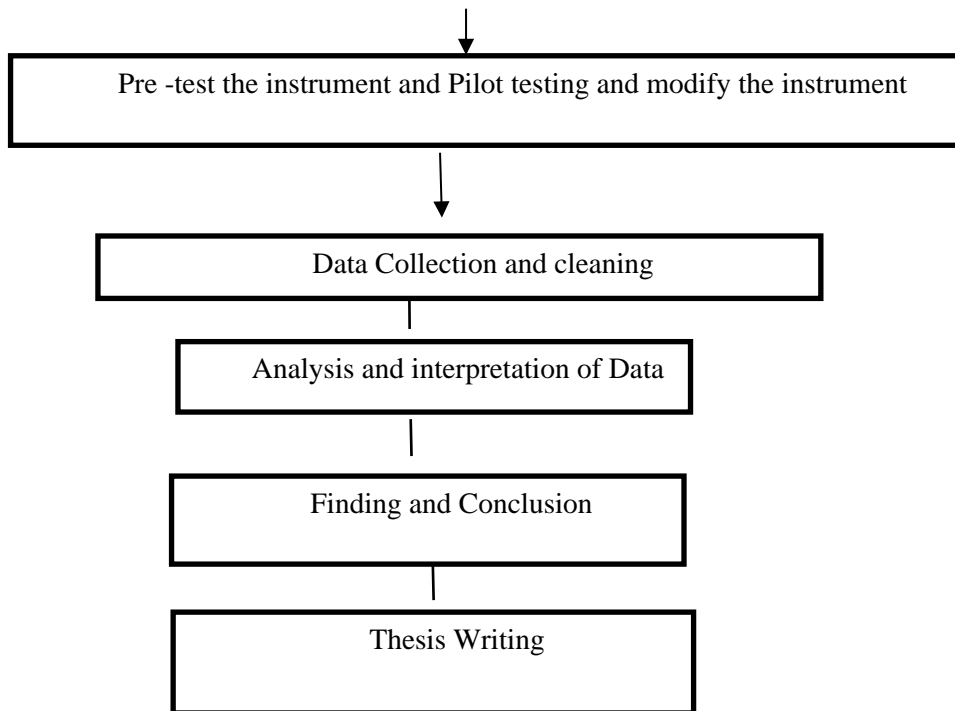 Pre -test the instrument and Pilot testing and modify the instrument
Data Collection and cleaning
Analysis and interpretation of Data
Finding and Conclusion
Thesis Writing